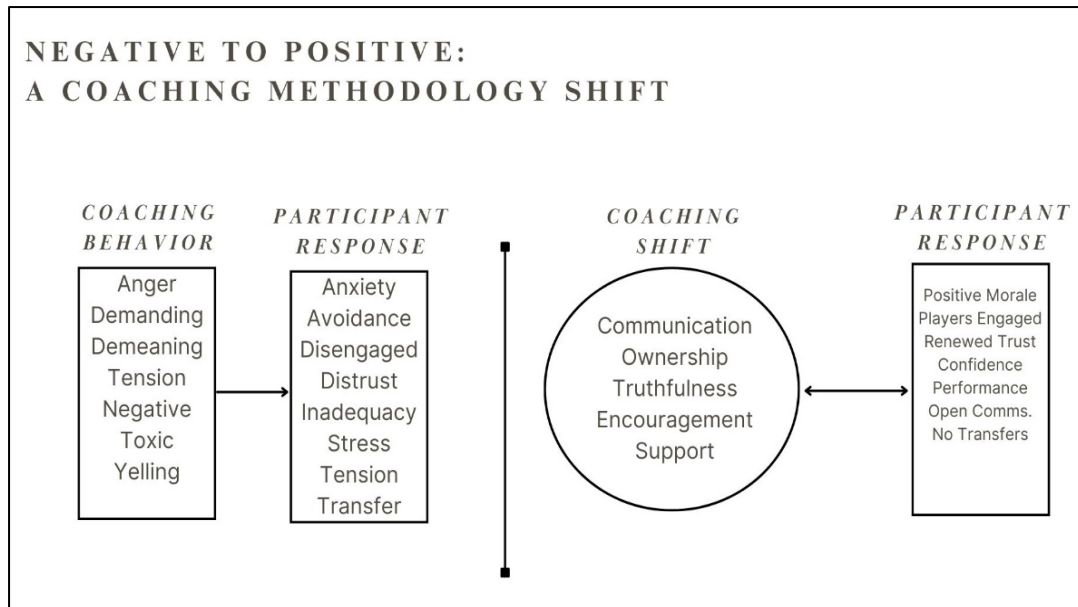 NEGATIVE TO POSITIVE:
A COACHING METHODOLOGY SHIFT
COACHING
BEHAVIOR
Anger
Demanding
Demeaning
Tension
Negative
Toxic
Yelling
PARTICIPANT
RESPONSE
Anxiety
Avoidance
Disengaged
Distrust
Inadequacy
Stress
Tension
Transfer
COACHING
SHIFT
Communication
Ownership
Truthfulness
Encouragement
Support
PARTICIPANT
RESPONSE
Positive Morale
Players Engaged
Renewed Trust
Confidence
Performance
Open Comms.
No Transfers